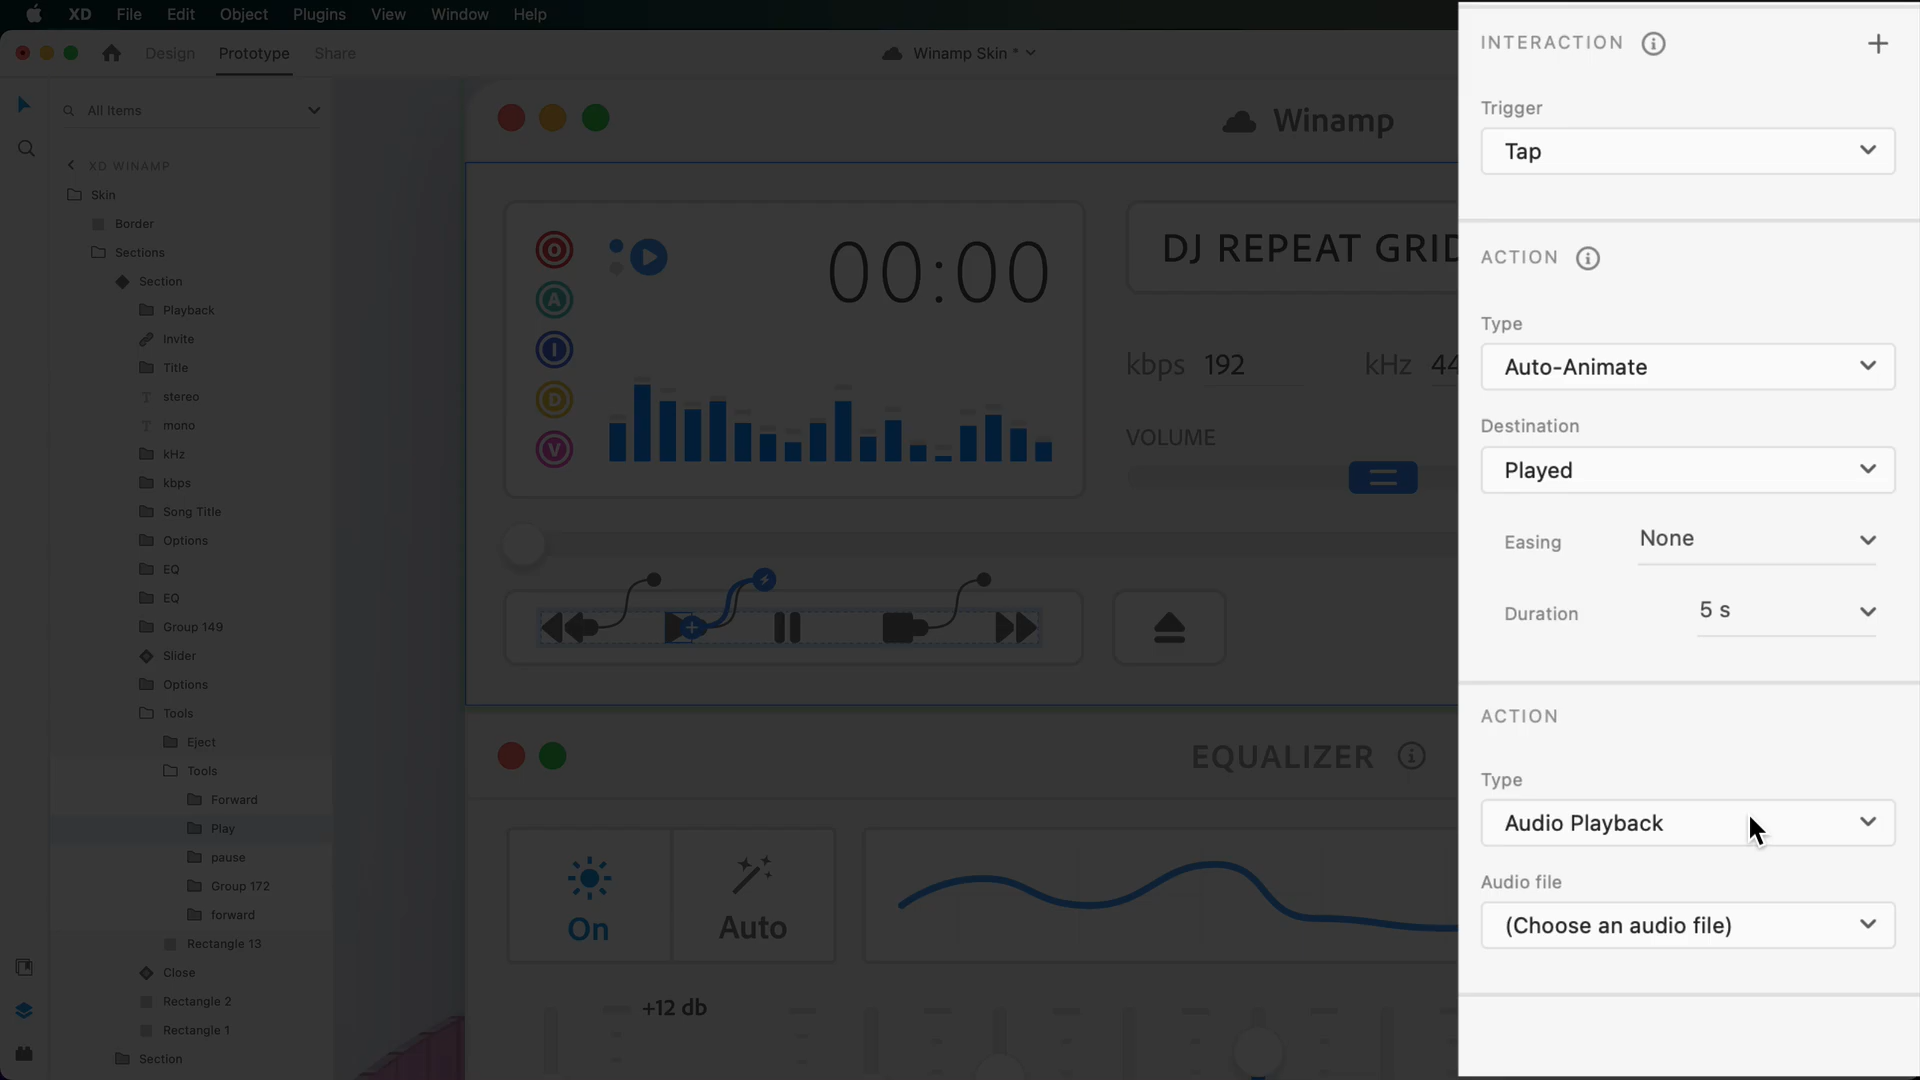 XD File Edit Object Plugins View Window Help
Design Prototype Share
Winamp Skin *
All Items
XD WINAMP
Skin
Border
Sections
Section
Playback
Invite
Title
stereo
mono
kHz
kbps
Song Title
Options
EQ
EQ
Group 149
Slider
Options
Tools
Eject
Tools
Forward
Play
pause
Group 172
forward
Rectangle 13
Close
Rectangle 2
Rectangle 1
Section
Winamp
O
A
I
D
V
00:00
DJ REPEAT GRID
kbps 192 kHz 44
VOLUME
EQUALIZER
On
Auto
+12 db
INTERACTION
Trigger
Tap
ACTION
Type
Auto-Animate
Destination
Played
Easing None
Duration 5 s
ACTION
Type
Audio Playback
Audio file
(Choose an audio file)